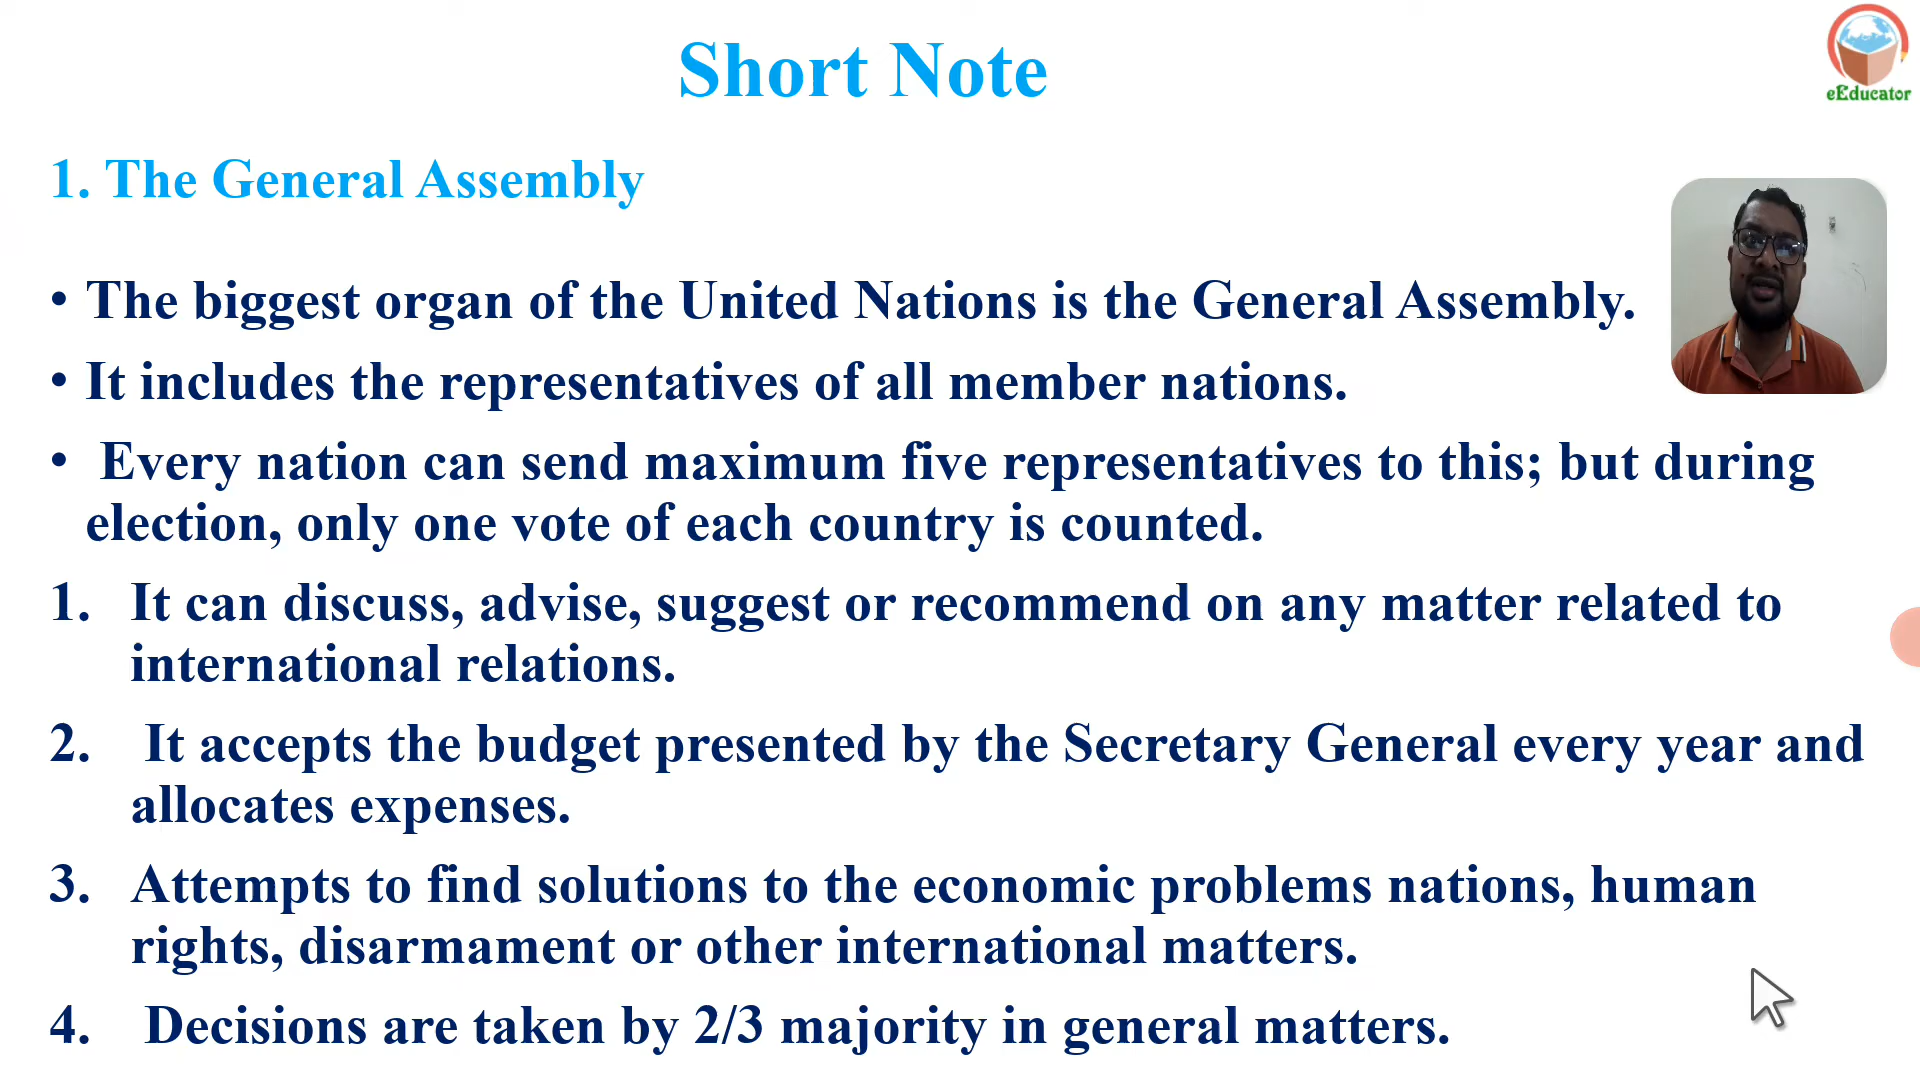 Short Note
eEducator
1. The General Assembly
• The biggest organ of the United Nations is the General Assembly.
• It includes the representatives of all member nations.
• Every nation can send maximum five representatives to this; but during
election, only one vote of each country is counted.
1. It can discuss, advise, suggest or recommend on any matter related to
international relations.
2. It accepts the budget presented by the Secretary General every year and
allocates expenses.
3. Attempts to find solutions to the economic problems nations, human
rights, disarmament or other international matters.
4. Decisions are taken by 2/3 majority in general matters.